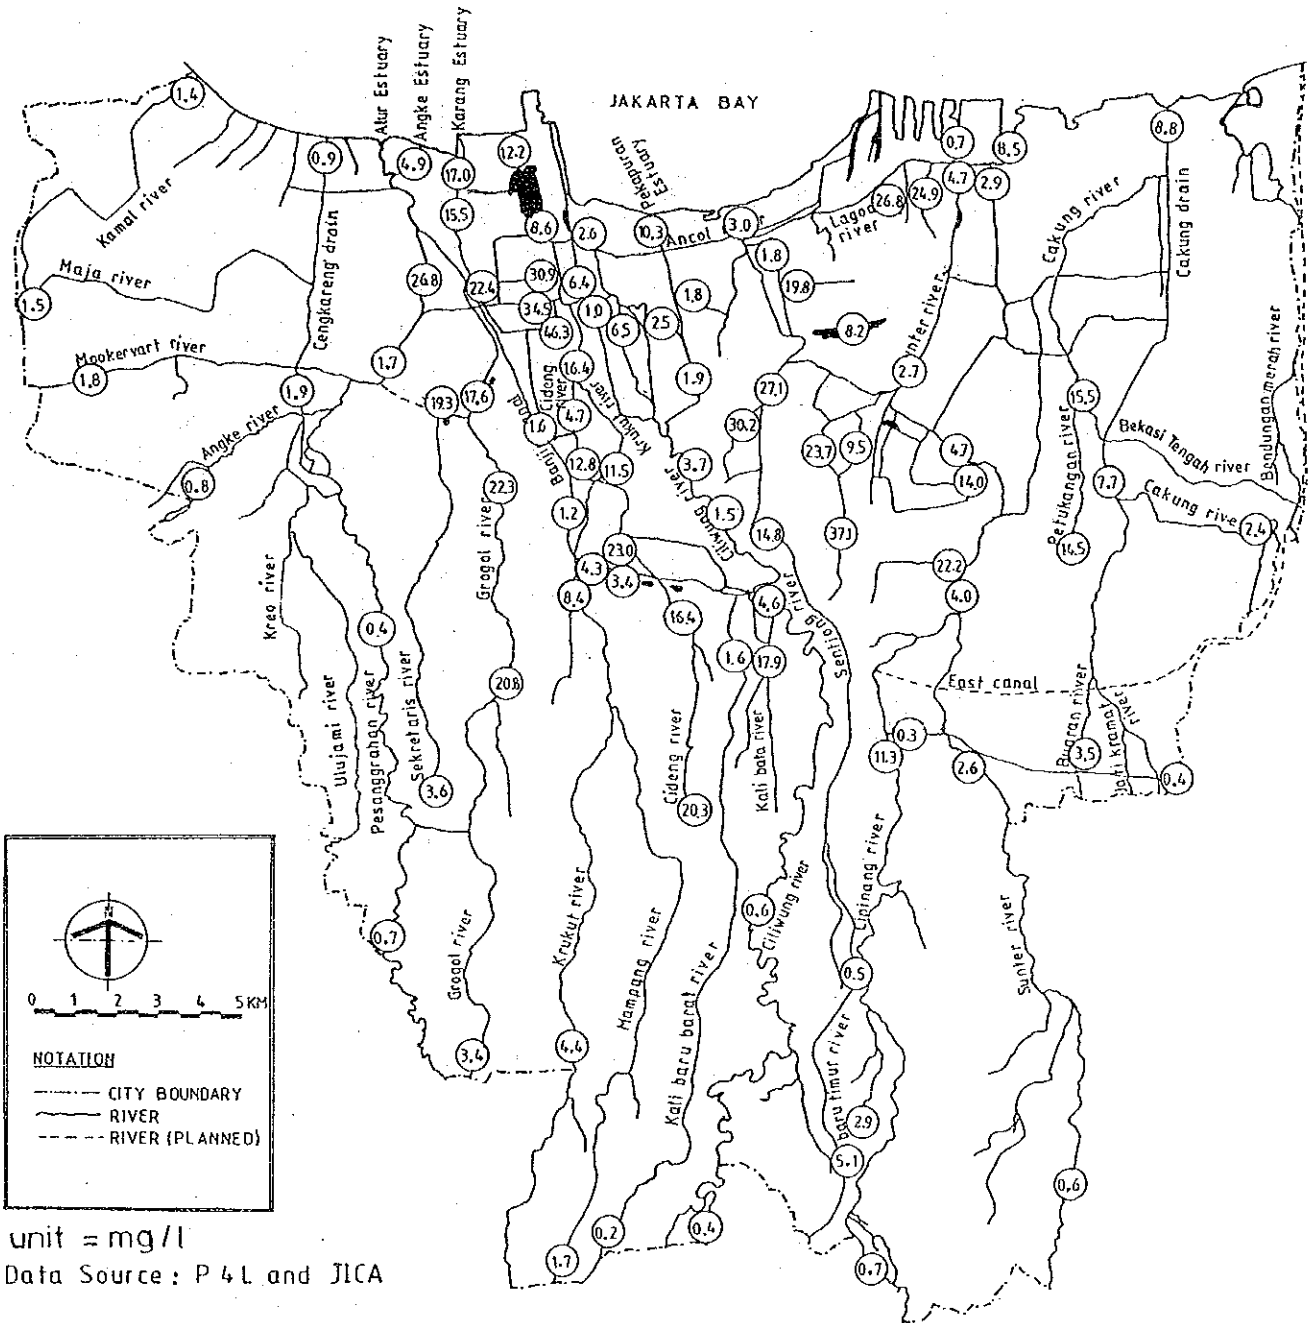 Alur Estuary
Angke Estuary
Karang Estuary
JAKARTA BAY
Pakapuran
Estuary
1.4
0.9
4.9
17.0
12.2
0.7
8.5
8.8
15.5
8.6
2.6
10.3
Ancol
3.0
Lagoa
river
26.8
24.9
4.7
2.9
Kamal river
Cengkareng drain
Cakung river
Cakung drain
Maja river
1.5
26.8
22.4
30.9
6.4
34.5
1.0
46.3
6.5
2.5
1.8
1.8
19.8
8.2
Mookervart river
1.8
1.7
1.9
16.4
1.9
27.1
2.7
15.5
Bendungan merah river
Angke river
0.8
19.3
17.6
1.6
4.7
Cideng
River
Krukut
river
Banjir
30.2
23.7
9.5
4.7
14.0
Petukangan river
Bekasi Tengah river
22.3
12.8
11.5
3.7
7.7
Cakung rive
2.4
1.2
1.5
14.8
37.1
14.5
Grogol river
Ciliwung river
23.0
4.3
3.4
8.4
22.2
4.0
Kreo river
0.4
16.4
4.6
Sentiong river
1.6
17.9
Ulujami river
Pesanggrahan river
Sekretaris river
20.8
East canal
Cideng river
Kali bata river
11.3
0.3
2.6
Buaran river
3.5
Jati kramat
river
0.4
3.6
20.3
Cipinang river
0.7
Grogol river
Krukut river
Mampang river
Kali baru barat river
0.6
Ciliwung river
0.5
Sunter river
3.4
4.4
baru timur river
2.9
5.1
0.6
1.7
0.2
0.4
0.7
N
0 1 2 3 4 5 KM
NOTATION
CITY BOUNDARY
RIVER
RIVER (PLANNED)
unit = mg/l
Data Source: P4L and JICA